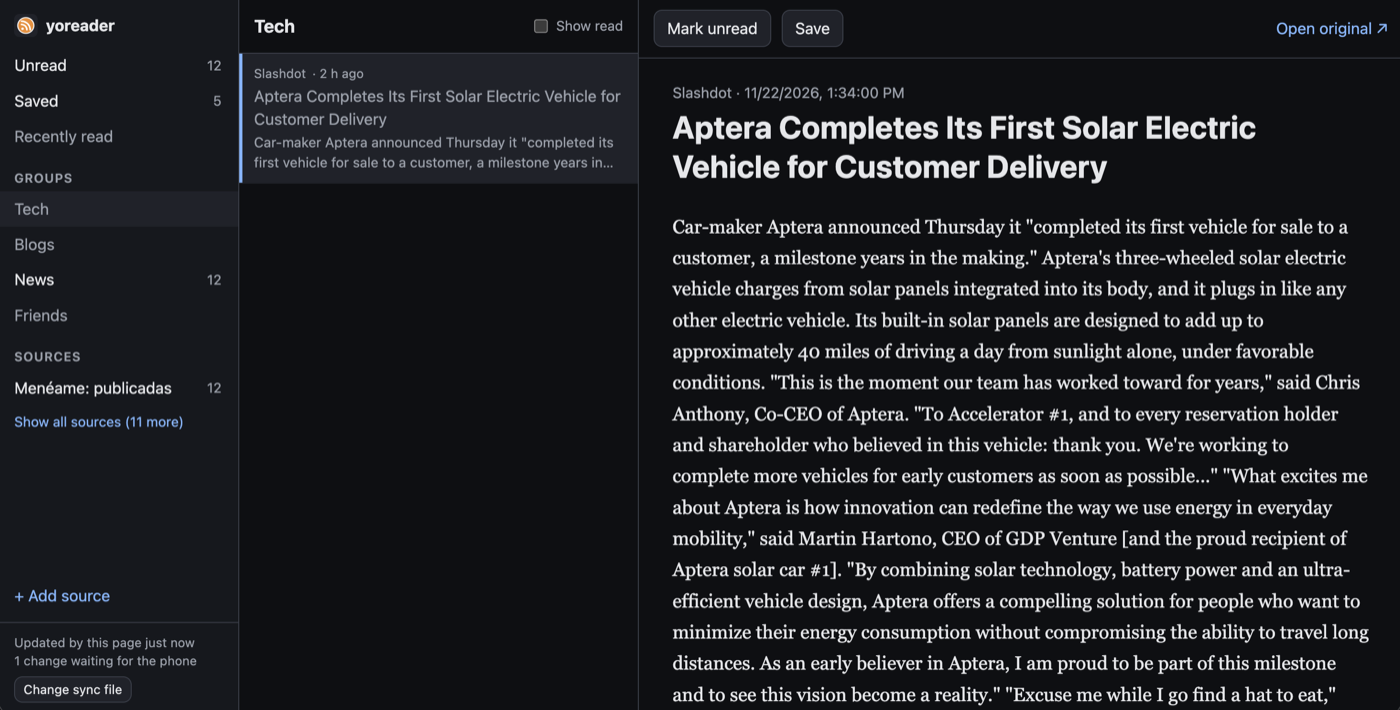 yoreader
Unread 12
Saved 5
Recently read
GROUPS
Tech
Blogs
News 12
Friends
SOURCES
Menéame: publicadas 12
Show all sources (11 more)
+ Add source
Updated by this page just now
1 change waiting for the phone
Change sync file
Tech
Show read
Slashdot · 2 h ago
Aptera Completes Its First Solar Electric Vehicle for
Customer Delivery
Car-maker Aptera announced Thursday it "completed its
first vehicle for sale to a customer, a milestone years in…
Mark unread
Save
Open original ↗
Slashdot · 11/22/2026, 1:34:00 PM
Aptera Completes Its First Solar Electric
Vehicle for Customer Delivery
Car-maker Aptera announced Thursday it "completed its first vehicle for sale to a
customer, a milestone years in the making." Aptera's three-wheeled solar electric
vehicle charges from solar panels integrated into its body, and it plugs in like any
other electric vehicle. Its built-in solar panels are designed to add up to
approximately 40 miles of driving a day from sunlight alone, under favorable
conditions. "This is the moment our team has worked toward for years," said Chris
Anthony, Co-CEO of Aptera. "To Accelerator #1, and to every reservation holder
and shareholder who believed in this vehicle: thank you. We're working to
complete more vehicles for early customers as soon as possible..." "What excites me
about Aptera is how innovation can redefine the way we use energy in everyday
mobility," said Martin Hartono, CEO of GDP Venture [and the proud recipient of
Aptera solar car #1]. "By combining solar technology, battery power and an ultra-
efficient vehicle design, Aptera offers a compelling solution for people who want to
minimize their energy consumption without compromising the ability to travel long
distances. As an early believer in Aptera, I am proud to be part of this milestone
and to see this vision become a reality." "Excuse me while I go find a hat to eat,"